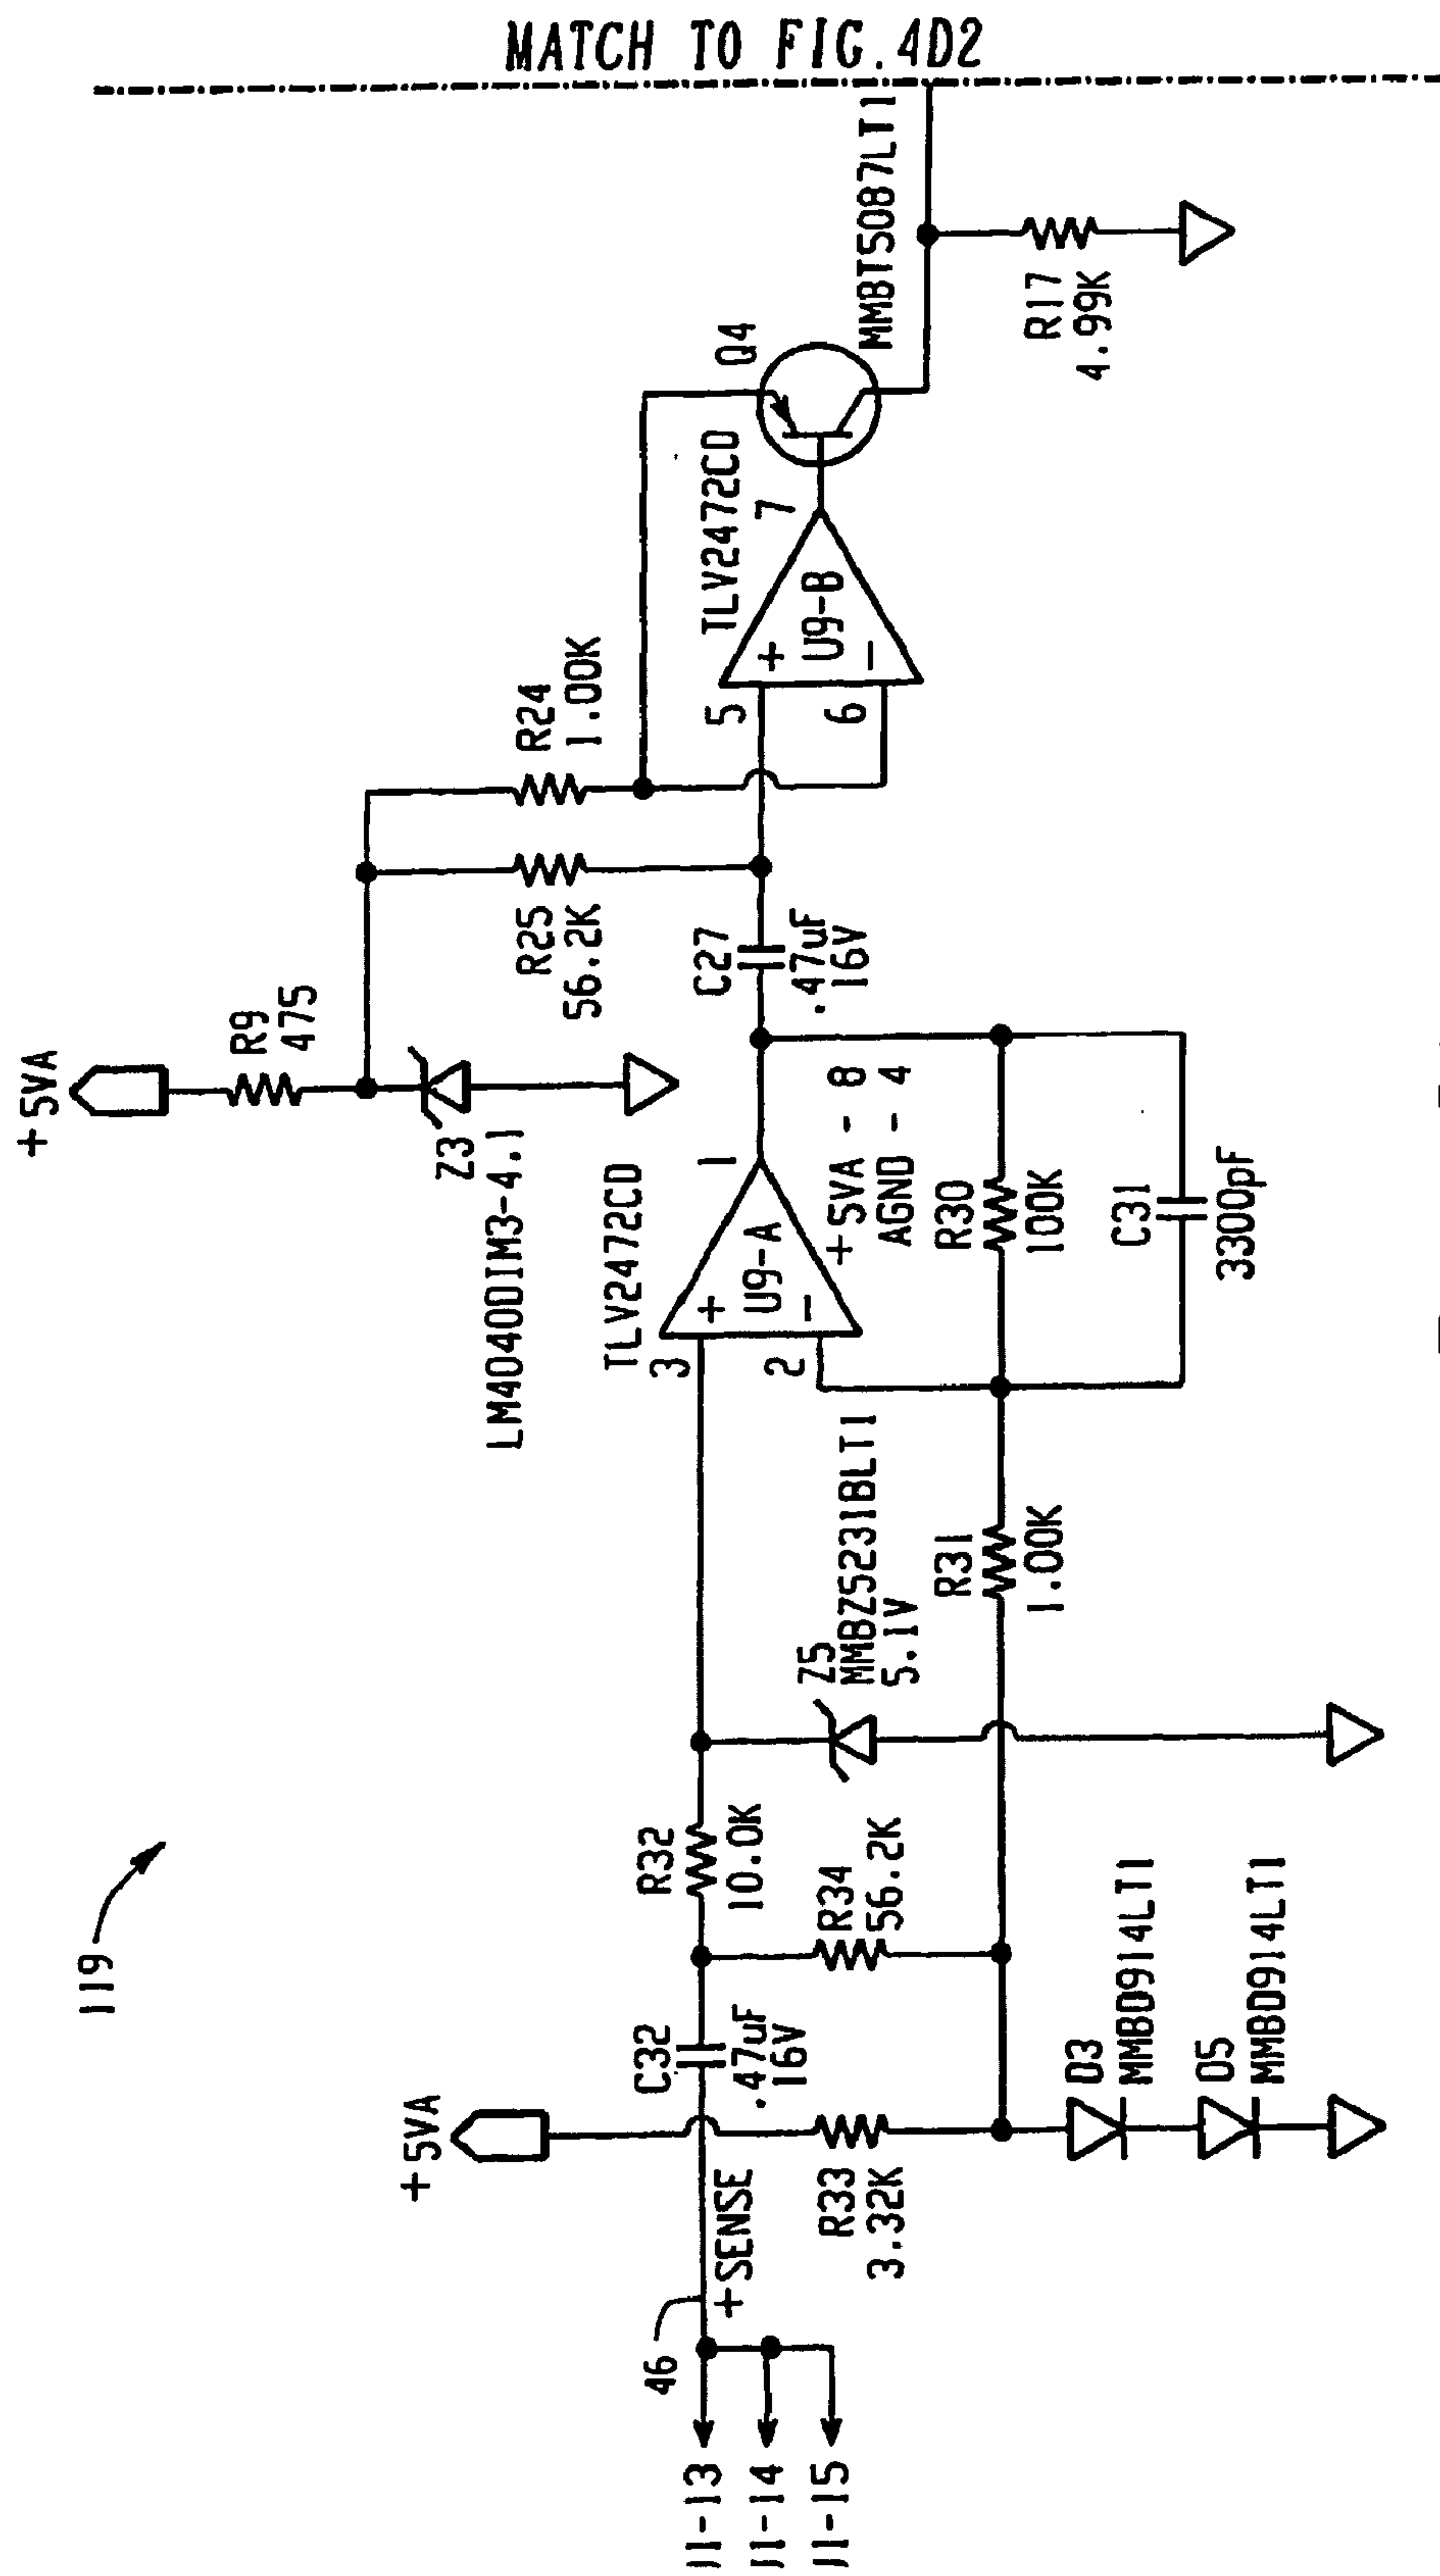 MATCH TO FIG.4D2
119
+5VA
R9
475
Z3
LM4040DIM3-4.1
R25
56.2K
R24
1.00K
C27
.47uF
16V
TLV2472CD
5
6
7
+
U9-B
-
Q4
MMBT5087LT1
R17
4.99K
TLV2472CD
3
2
1
+
U9-A
-
+5VA - 8
AGND - 4
R30
100K
C31
3300pF
R31
1.00K
Z5
MMBZ5231BLT1
5.1V
R32
10.0K
R34
56.2K
C32
.47uF
16V
+5VA
R33
3.32K
D3
MMBD914LT1
D5
MMBD914LT1
+SENSE
46
J1-13
J1-14
J1-15